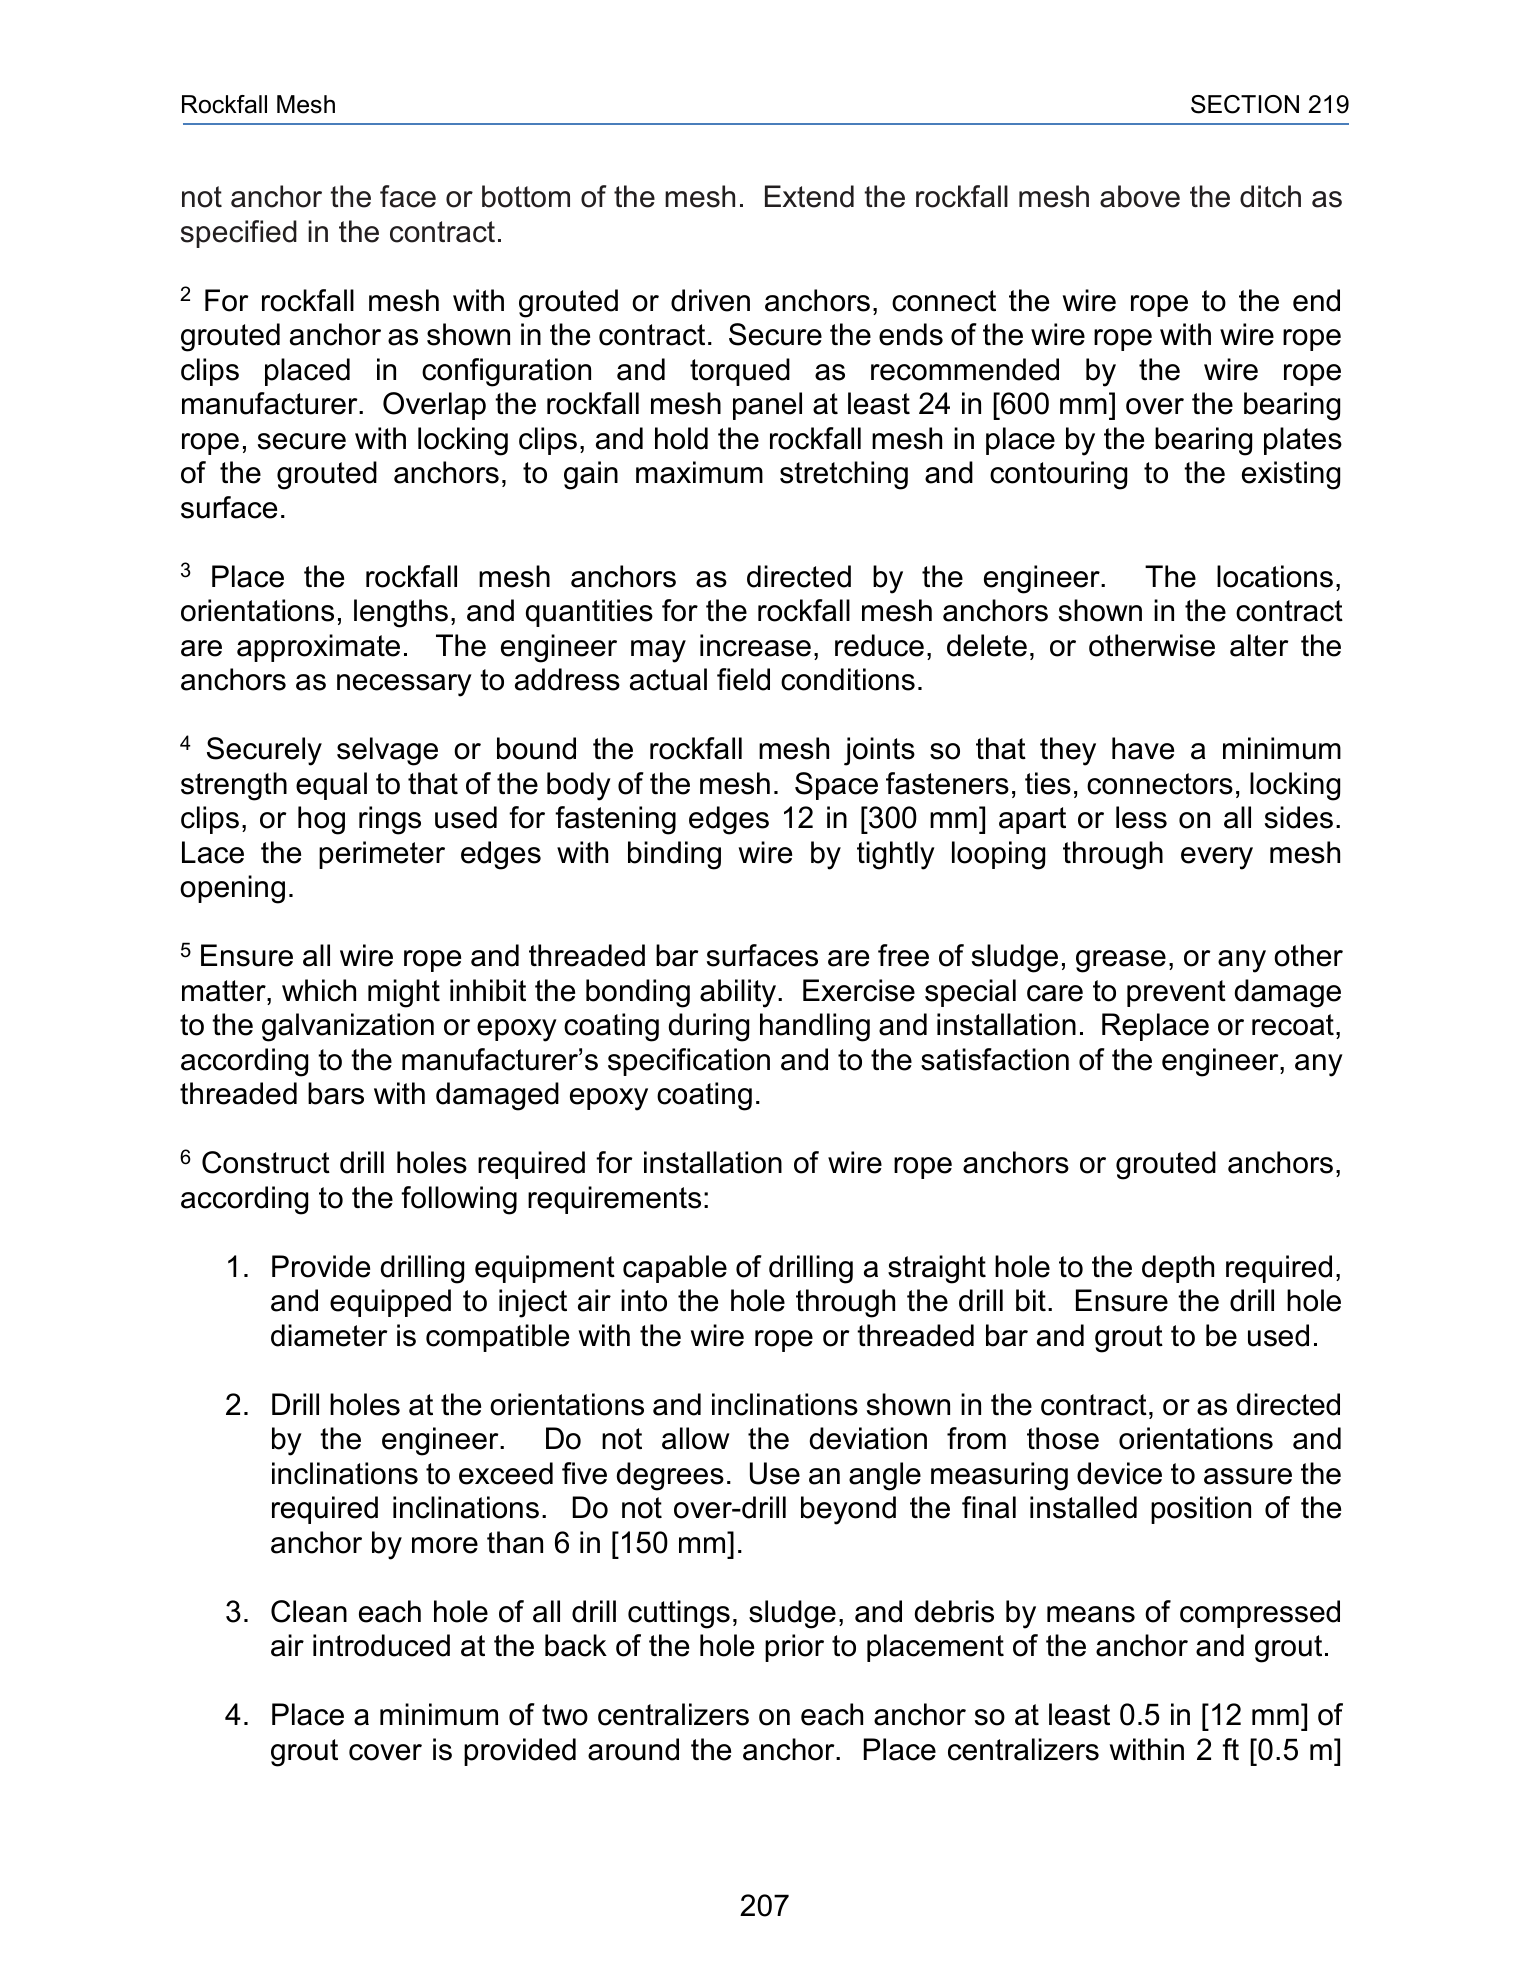 Rockfall Mesh SECTION 219
not anchor the face or bottom of the mesh.  Extend the rockfall mesh above the ditch as
specified in the contract.
2 For rockfall mesh with grouted or driven anchors, connect the wire rope to the end
grouted anchor as shown in the contract.  Secure the ends of the wire rope with wire rope
clips placed in configuration and torqued as recommended by the wire rope
manufacturer.  Overlap the rockfall mesh panel at least 24 in [600 mm] over the bearing
rope, secure with locking clips, and hold the rockfall mesh in place by the bearing plates
of the grouted anchors, to gain maximum stretching and contouring to the existing
surface.
3 Place the rockfall mesh anchors as directed by the engineer.  The locations,
orientations, lengths, and quantities for the rockfall mesh anchors shown in the contract
are approximate.  The engineer may increase, reduce, delete, or otherwise alter the
anchors as necessary to address actual field conditions.
4 Securely selvage or bound the rockfall mesh joints so that they have a minimum
strength equal to that of the body of the mesh.  Space fasteners, ties, connectors, locking
clips, or hog rings used for fastening edges 12 in [300 mm] apart or less on all sides.
Lace the perimeter edges with binding wire by tightly looping through every mesh
opening.
5 Ensure all wire rope and threaded bar surfaces are free of sludge, grease, or any other
matter, which might inhibit the bonding ability.  Exercise special care to prevent damage
to the galvanization or epoxy coating during handling and installation.  Replace or recoat,
according to the manufacturer’s specification and to the satisfaction of the engineer, any
threaded bars with damaged epoxy coating.
6 Construct drill holes required for installation of wire rope anchors or grouted anchors,
according to the following requirements:
1. Provide drilling equipment capable of drilling a straight hole to the depth required,
and equipped to inject air into the hole through the drill bit.  Ensure the drill hole
diameter is compatible with the wire rope or threaded bar and grout to be used.
2. Drill holes at the orientations and inclinations shown in the contract, or as directed
by the engineer.  Do not allow the deviation from those orientations and
inclinations to exceed five degrees.  Use an angle measuring device to assure the
required inclinations.  Do not over-drill beyond the final installed position of the
anchor by more than 6 in [150 mm].
3. Clean each hole of all drill cuttings, sludge, and debris by means of compressed
air introduced at the back of the hole prior to placement of the anchor and grout.
4. Place a minimum of two centralizers on each anchor so at least 0.5 in [12 mm] of
grout cover is provided around the anchor.  Place centralizers within 2 ft [0.5 m]
207